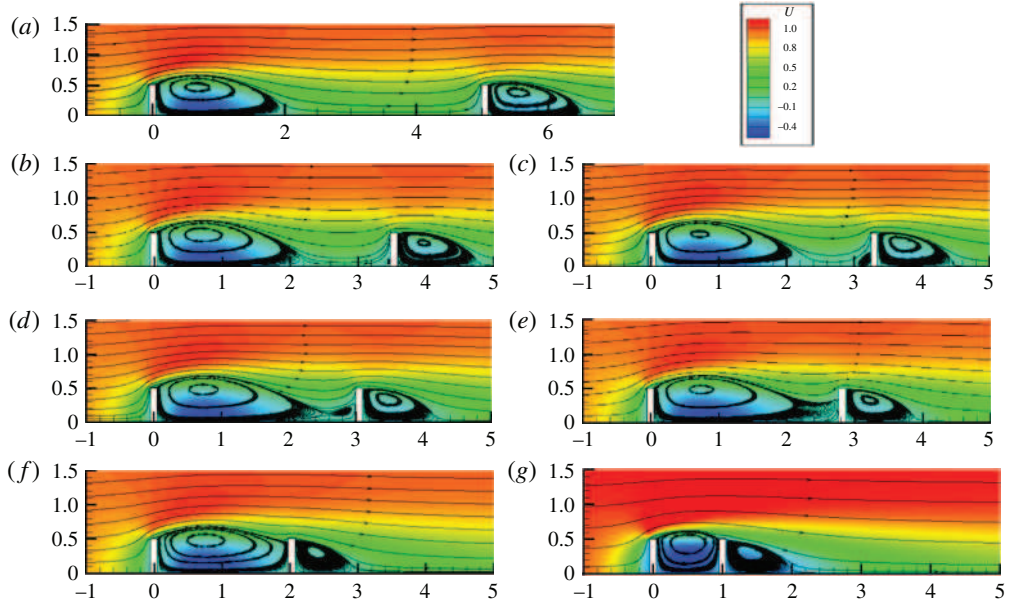 (a) 1.5 1.0 0.5 0
0 2 4 6
U
1.0
0.8
0.5
0.2
−0.1
−0.4
(b) 1.5 1.0 0.5 0
−1 0 1 2 3 4 5
(c) 1.5 1.0 0.5 0
−1 0 1 2 3 4 5
(d) 1.5 1.0 0.5 0
−1 0 1 2 3 4 5
(e) 1.5 1.0 0.5 0
−1 0 1 2 3 4 5
(f) 1.5 1.0 0.5 0
−1 0 1 2 3 4 5
(g) 1.5 1.0 0.5 0
−1 0 1 2 3 4 5